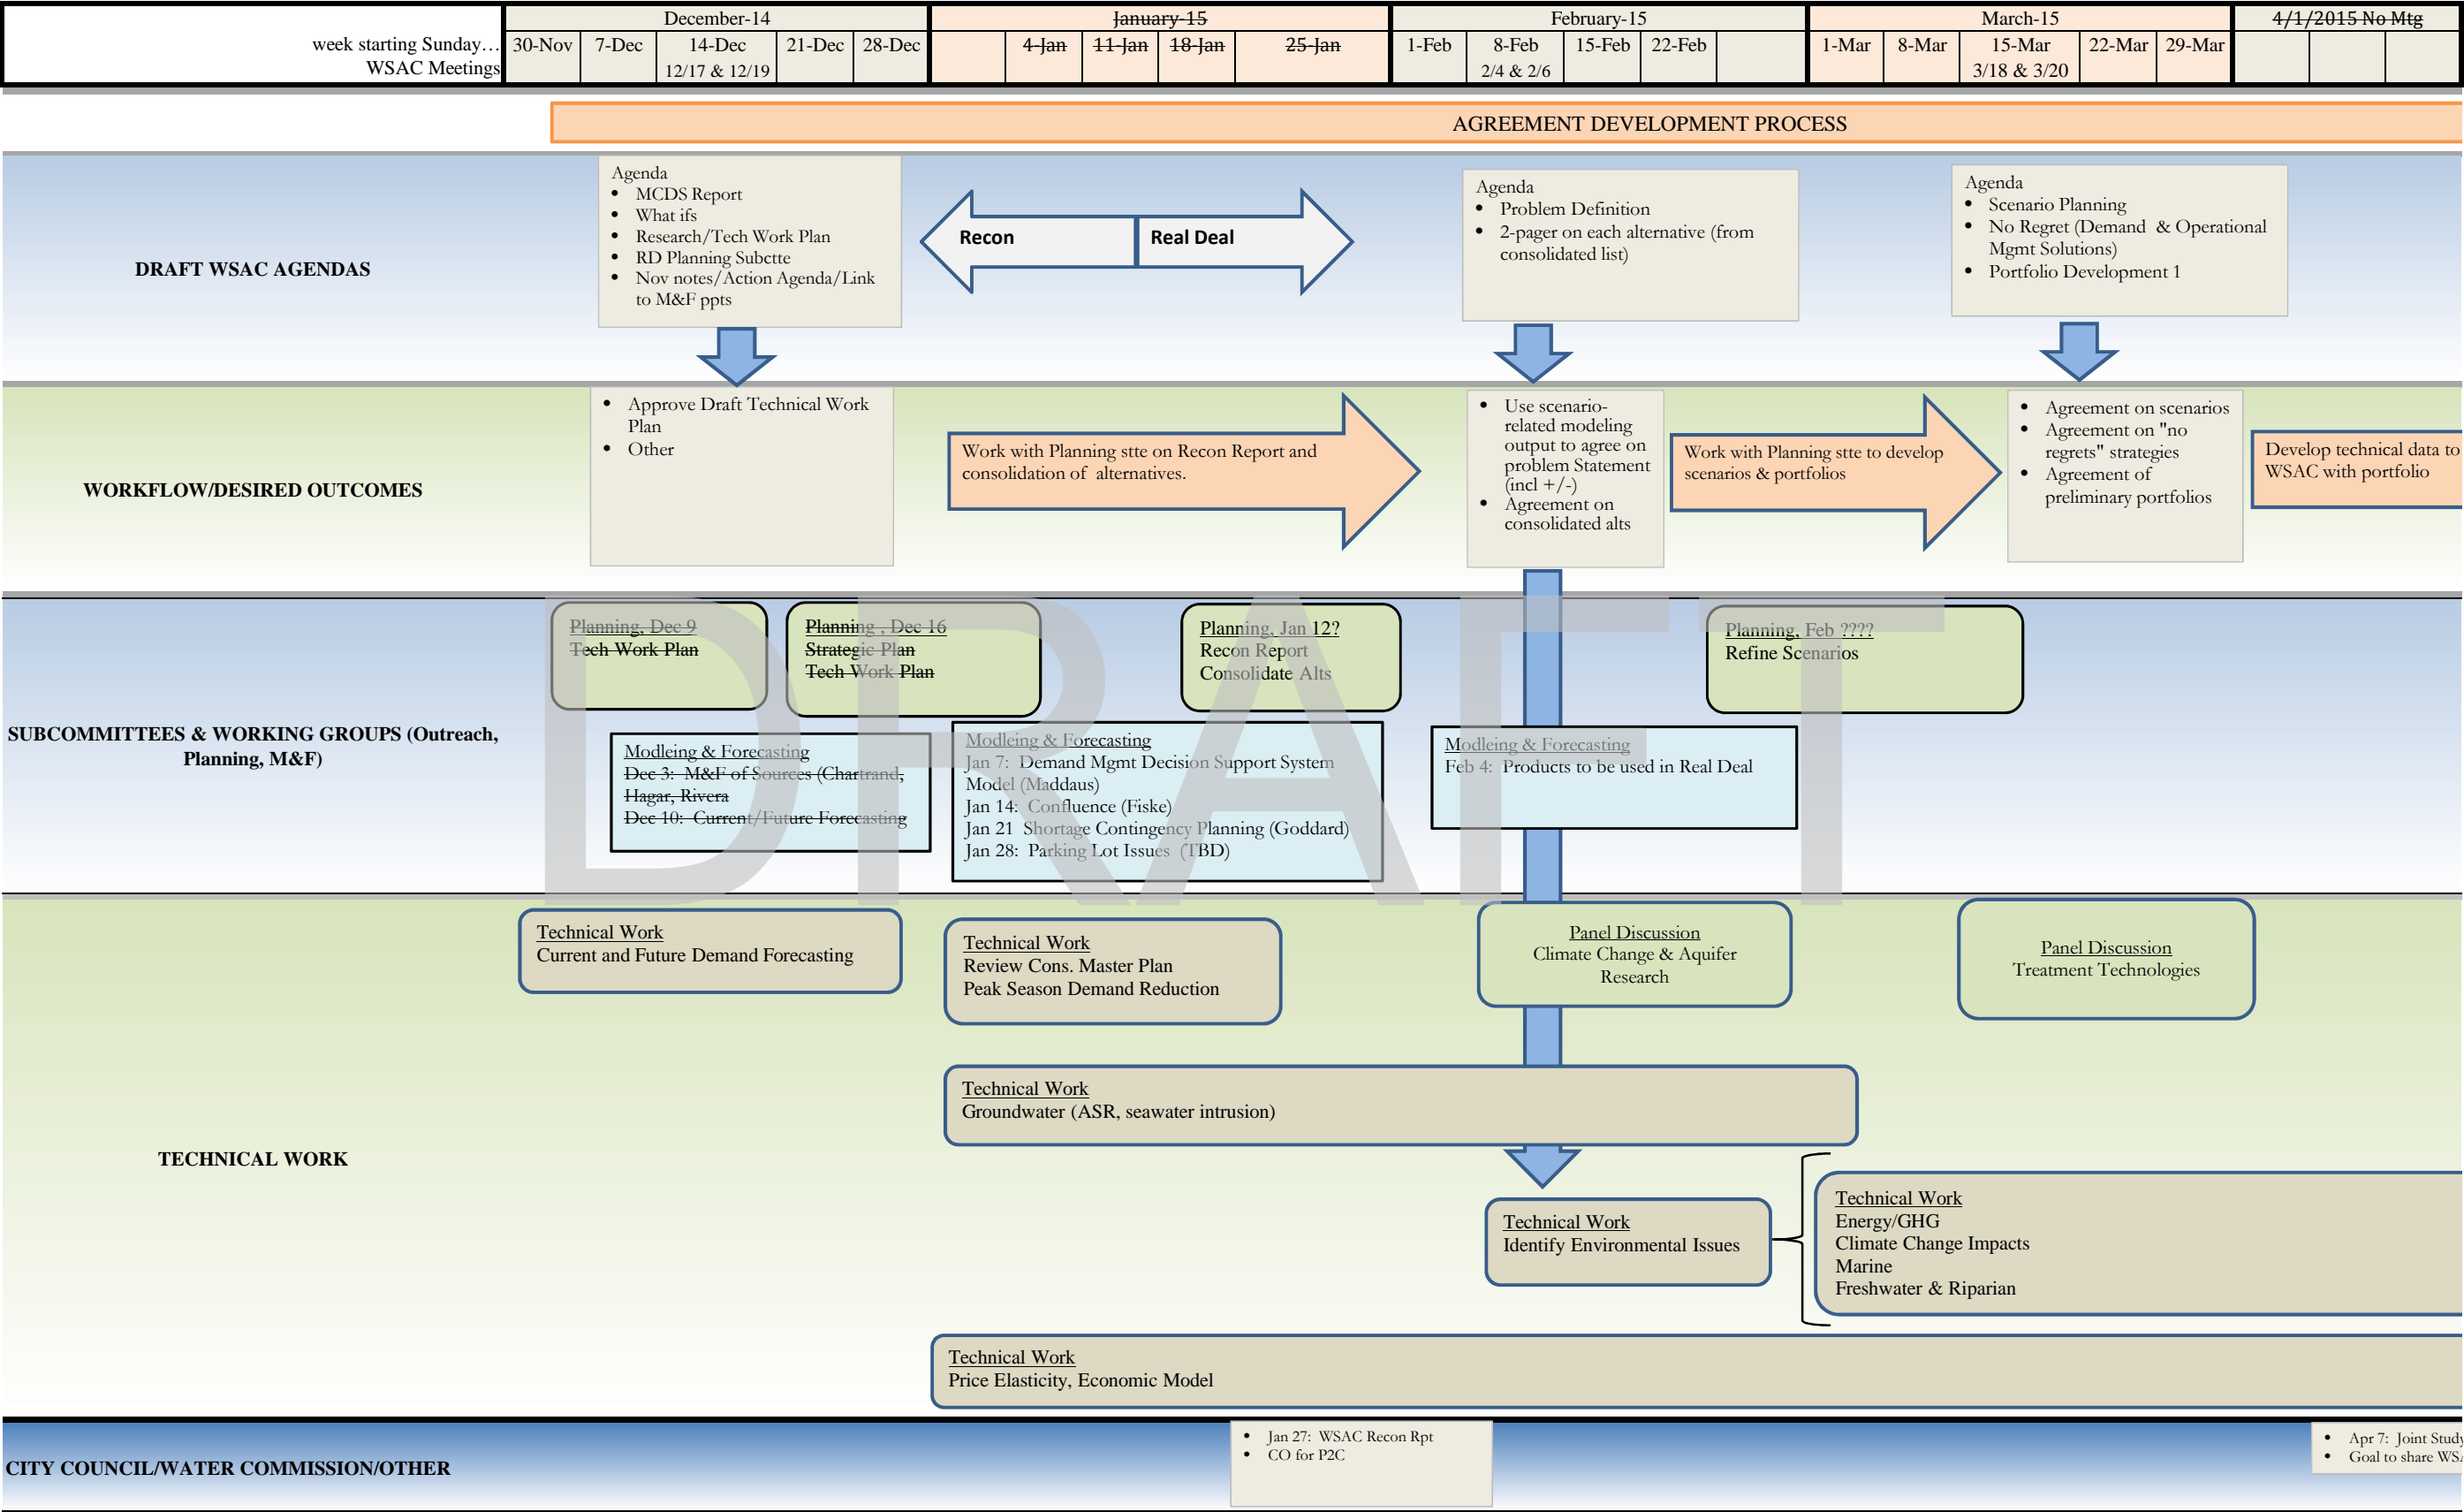 December-14
January-15
February-15
March-15
4/1/2015 No Mtg
week starting Sunday…
30-Nov
7-Dec
14-Dec
21-Dec
28-Dec
4-Jan
11-Jan
18-Jan
25-Jan
1-Feb
8-Feb
15-Feb
22-Feb
1-Mar
8-Mar
15-Mar
22-Mar
29-Mar
WSAC Meetings
12/17 & 12/19
2/4 & 2/6
3/18 & 3/20
AGREEMENT DEVELOPMENT PROCESS
DRAFT WSAC AGENDAS
Agenda
• MCDS Report
• What ifs
• Research/Tech Work Plan
• RD Planning Subctte
• Nov notes/Action Agenda/Link
to M&F ppts
Recon
Real Deal
Agenda
• Problem Definition
• 2-pager on each alternative (from
consolidated list)
Agenda
• Scenario Planning
• No Regret (Demand & Operational
Mgmt Solutions)
• Portfolio Development 1
WORKFLOW/DESIRED OUTCOMES
• Approve Draft Technical Work
Plan
• Other
Work with Planning stte on Recon Report and
consolidation of alternatives.
• Use scenario-
related modeling
output to agree on
problem Statement
(incl +/-)
• Agreement on
consolidated alts
Work with Planning stte to develop
scenarios & portfolios
• Agreement on scenarios
• Agreement on "no
regrets" strategies
• Agreement of
preliminary portfolios
Develop technical data to
WSAC with portfolio
DRAFT
SUBCOMMITTEES & WORKING GROUPS (Outreach,
Planning, M&F)
Planning, Dec 9
Tech Work Plan
Planning , Dec 16
Strategic Plan
Tech Work Plan
Planning, Jan 12?
Recon Report
Consolidate Alts
Planning, Feb ????
Refine Scenarios
Modleing & Forecasting
Dec 3: M&F of Sources (Chartrand,
Hagar, Rivera
Dec 10: Current/Future Forecasting
Modleing & Forecasting
Jan 7: Demand Mgmt Decision Support System
Model (Maddaus)
Jan 14: Confluence (Fiske)
Jan 21 Shortage Contingency Planning (Goddard)
Jan 28: Parking Lot Issues (TBD)
Modleing & Forecasting
Feb 4: Products to be used in Real Deal
TECHNICAL WORK
Technical Work
Current and Future Demand Forecasting
Technical Work
Review Cons. Master Plan
Peak Season Demand Reduction
Panel Discussion
Climate Change & Aquifer
Research
Panel Discussion
Treatment Technologies
Technical Work
Groundwater (ASR, seawater intrusion)
Technical Work
Identify Environmental Issues
Technical Work
Energy/GHG
Climate Change Impacts
Marine
Freshwater & Riparian
Technical Work
Price Elasticity, Economic Model
CITY COUNCIL/WATER COMMISSION/OTHER
• Jan 27: WSAC Recon Rpt
• CO for P2C
• Apr 7: Joint Study
• Goal to share WSA